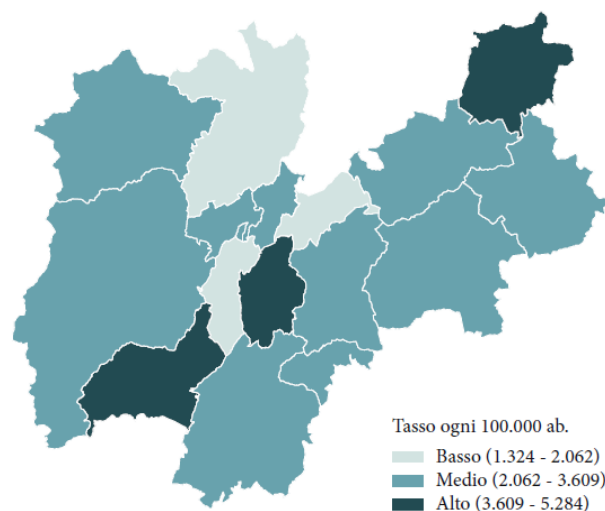 Tasso ogni 100.000 ab.
Basso (1.324 - 2.062)
Medio (2.062 - 3.609)
Alto (3.609 - 5.284)